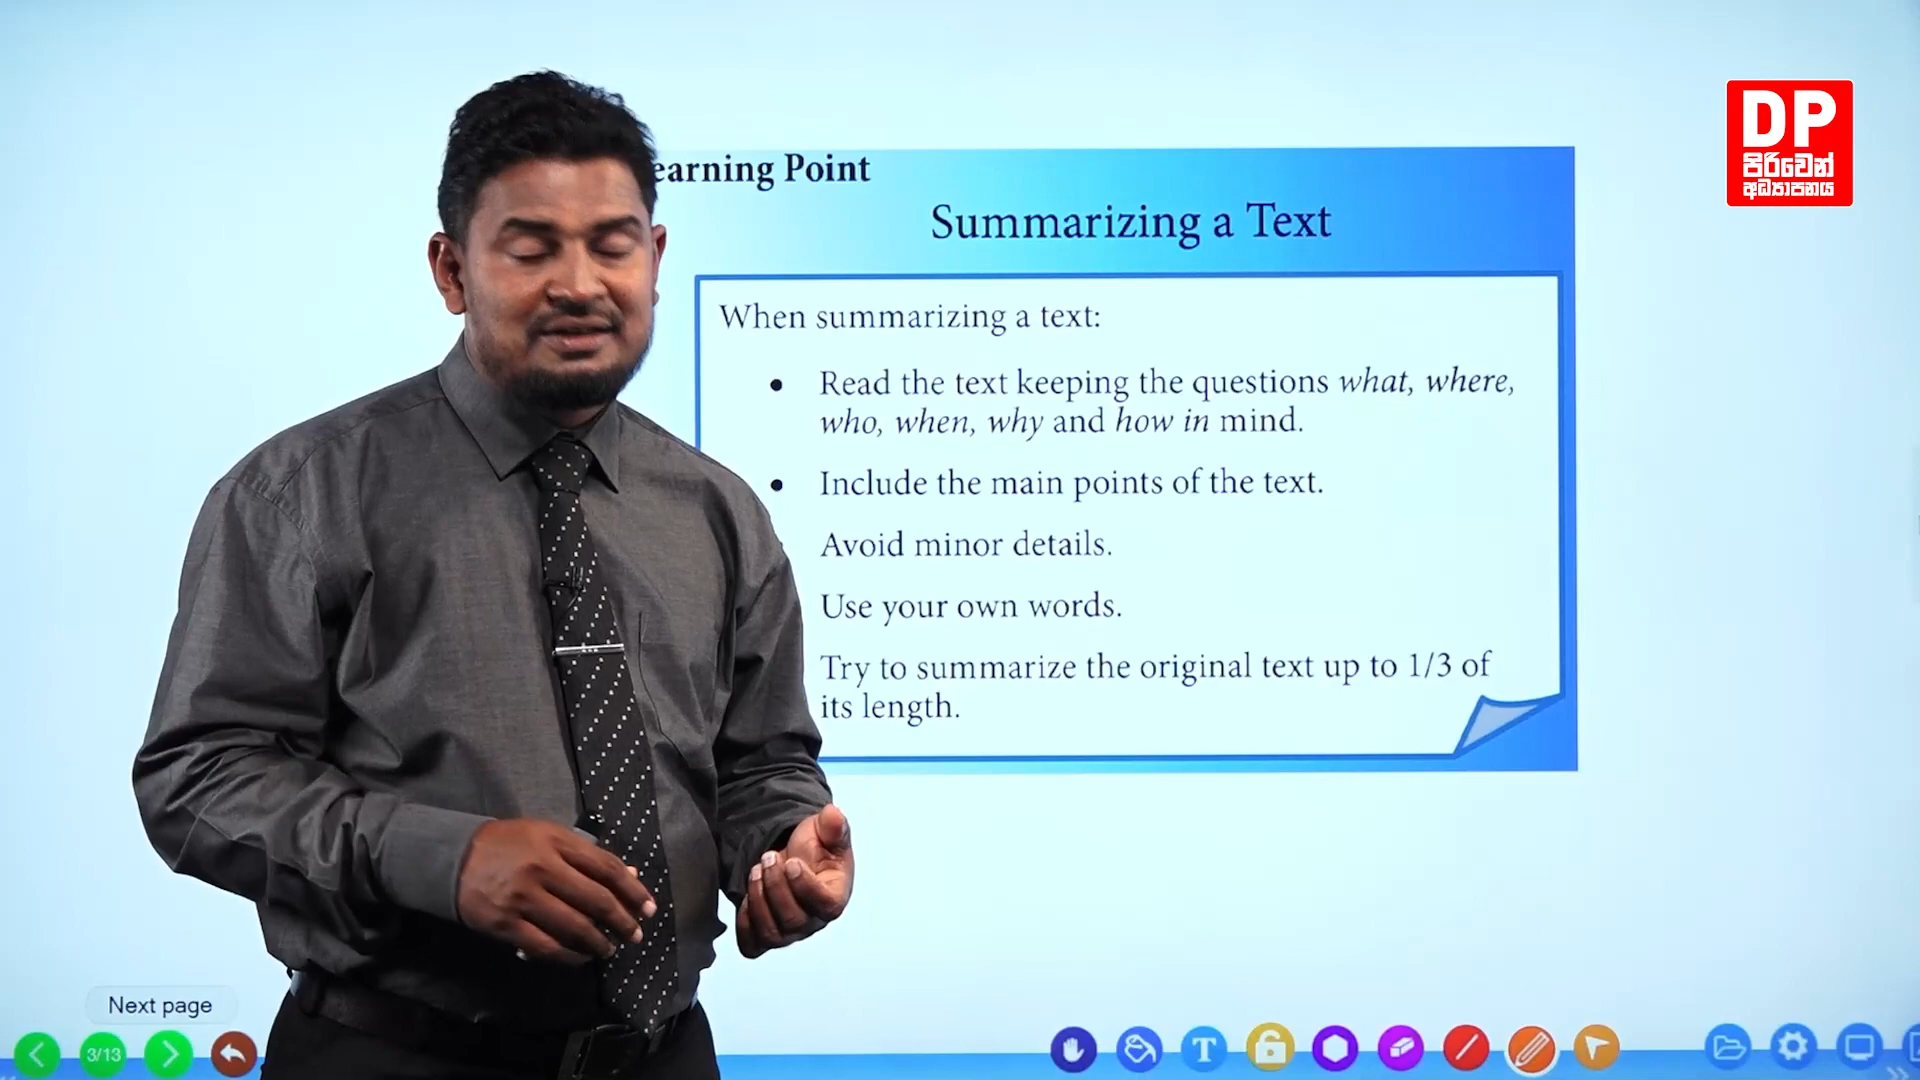 DP
පිරිවෙන්
අධ්‍යාපනය
earning Point
Summarizing a Text
When summarizing a text:
• Read the text keeping the questions what, where,
who, when, why and how in mind.
• Include the main points of the text.
Avoid minor details.
Use your own words.
Try to summarize the original text up to 1/3 of
its length.
Next page
3/13
T